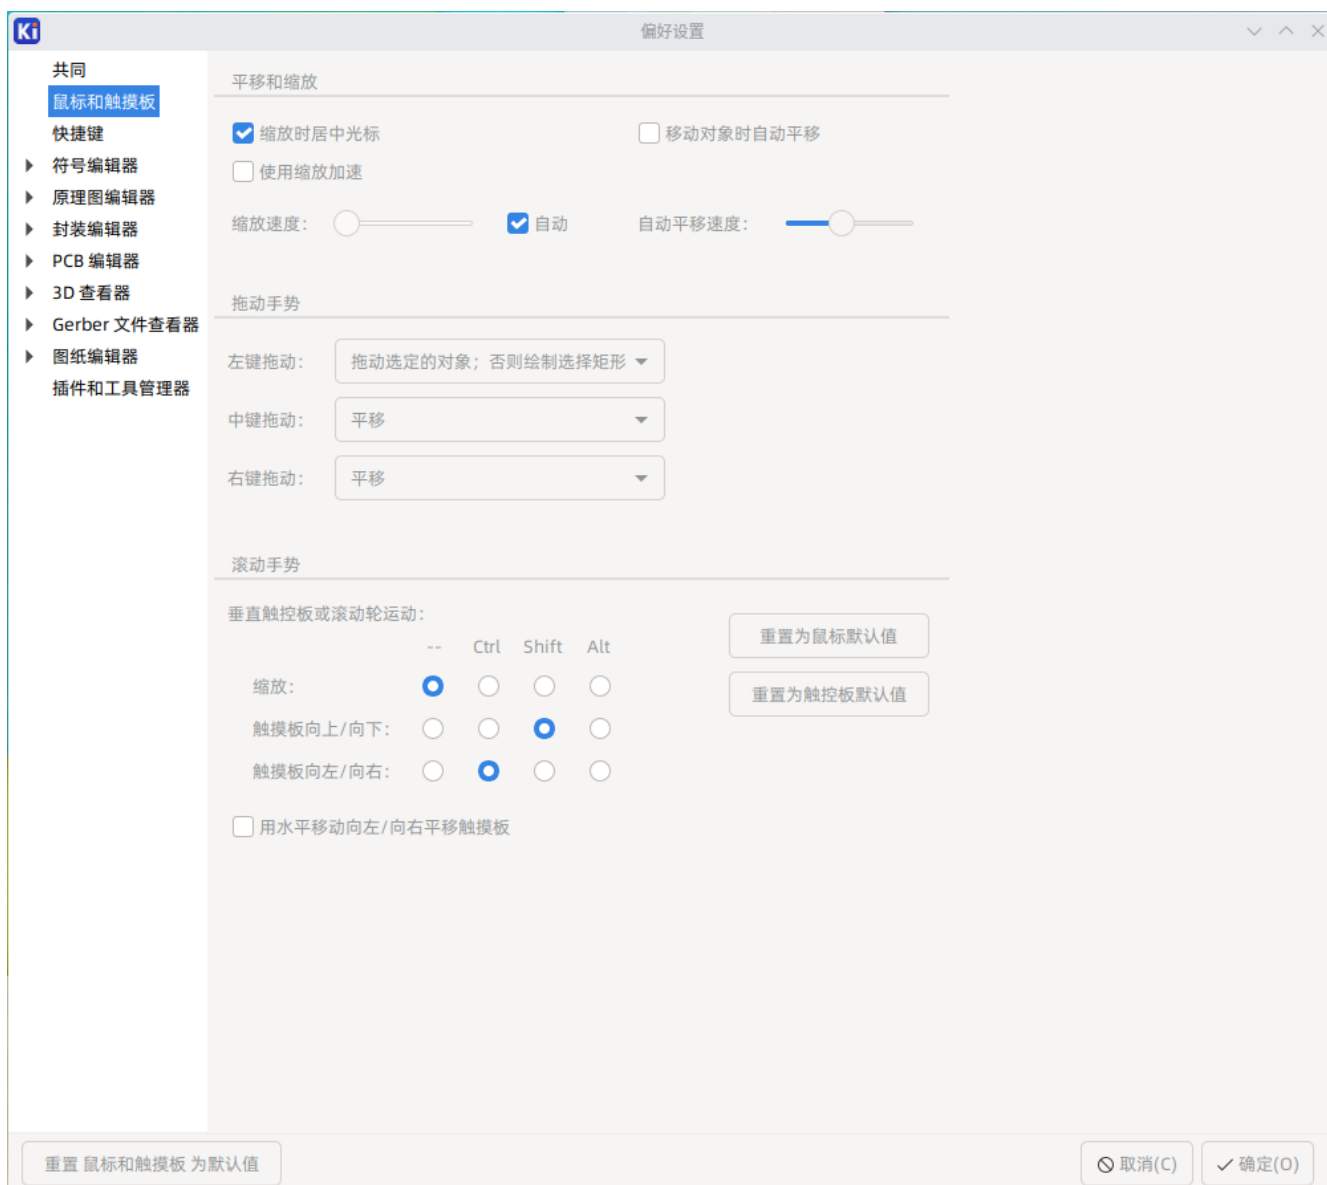 Ki
偏好设置
共同
鼠标和触摸板
快捷键
符号编辑器
原理图编辑器
封装编辑器
PCB 编辑器
3D 查看器
Gerber 文件查看器
图纸编辑器
插件和工具管理器
平移和缩放
缩放时居中光标 移动对象时自动平移
使用缩放加速
缩放速度： 自动 自动平移速度：
拖动手势
左键拖动： 拖动选定的对象；否则绘制选择矩形
中键拖动： 平移
右键拖动： 平移
滚动手势
垂直触控板或滚动轮运动：
-- Ctrl Shift Alt
缩放：
触摸板向上/向下：
触摸板向左/向右：
用水平移动向左/向右平移触摸板
重置为鼠标默认值
重置为触控板默认值
重置 鼠标和触摸板 为默认值
取消(C) 确定(O)